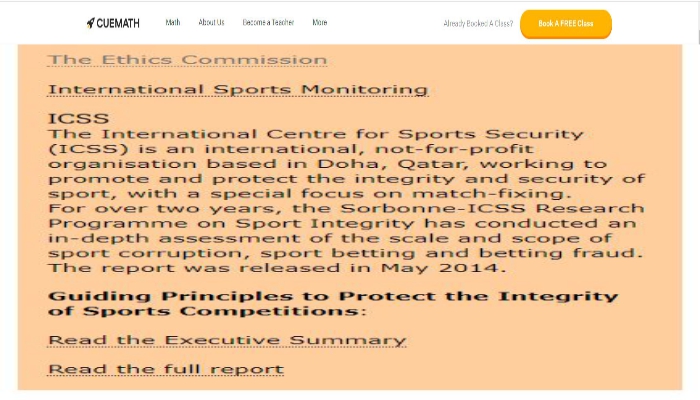 CUEMATH
Math
About Us
Become a Teacher
More
Already Booked A Class?
Book A FREE Class
The Ethics Commission
International Sports Monitoring
ICSS
The International Centre for Sports Security
(ICSS) is an international, not-for-profit
organisation based in Doha, Qatar, working to
promote and protect the integrity and security of
sport, with a special focus on match-fixing.
For over two years, the Sorbonne-ICSS Research
Programme on Sport Integrity has conducted an
in-depth assessment of the scale and scope of
sport corruption, sport betting and betting fraud.
The report was released in May 2014.
Guiding Principles to Protect the Integrity
of Sports Competitions:
Read the Executive Summary
Read the full report